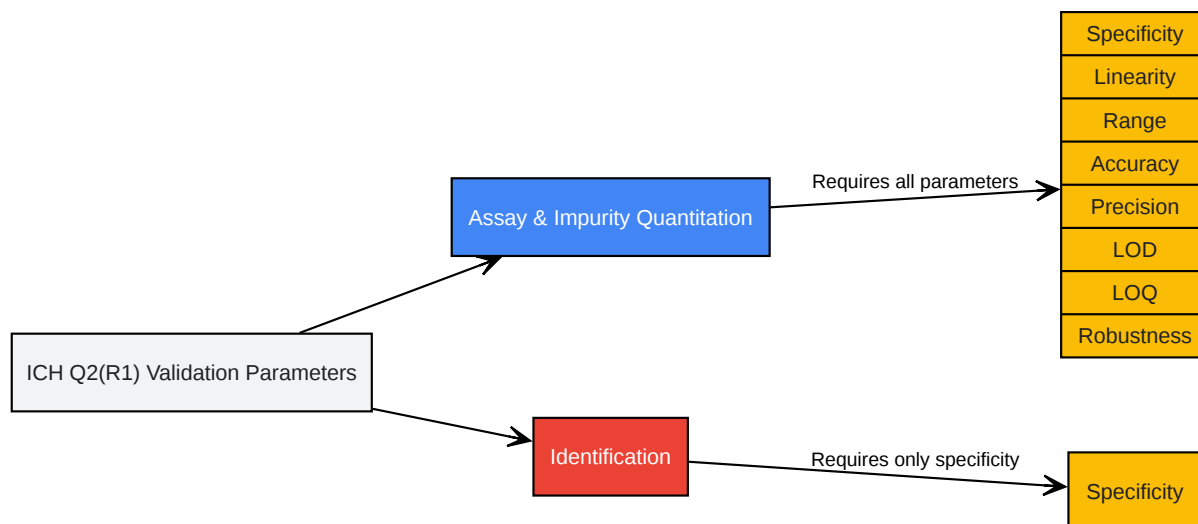 ICH Q2(R1) Validation Parameters
Assay & Impurity Quantitation
Requires all parameters
Specificity
Linearity
Range
Accuracy
Precision
LOD
LOQ
Robustness
Identification
Requires only specificity
Specificity